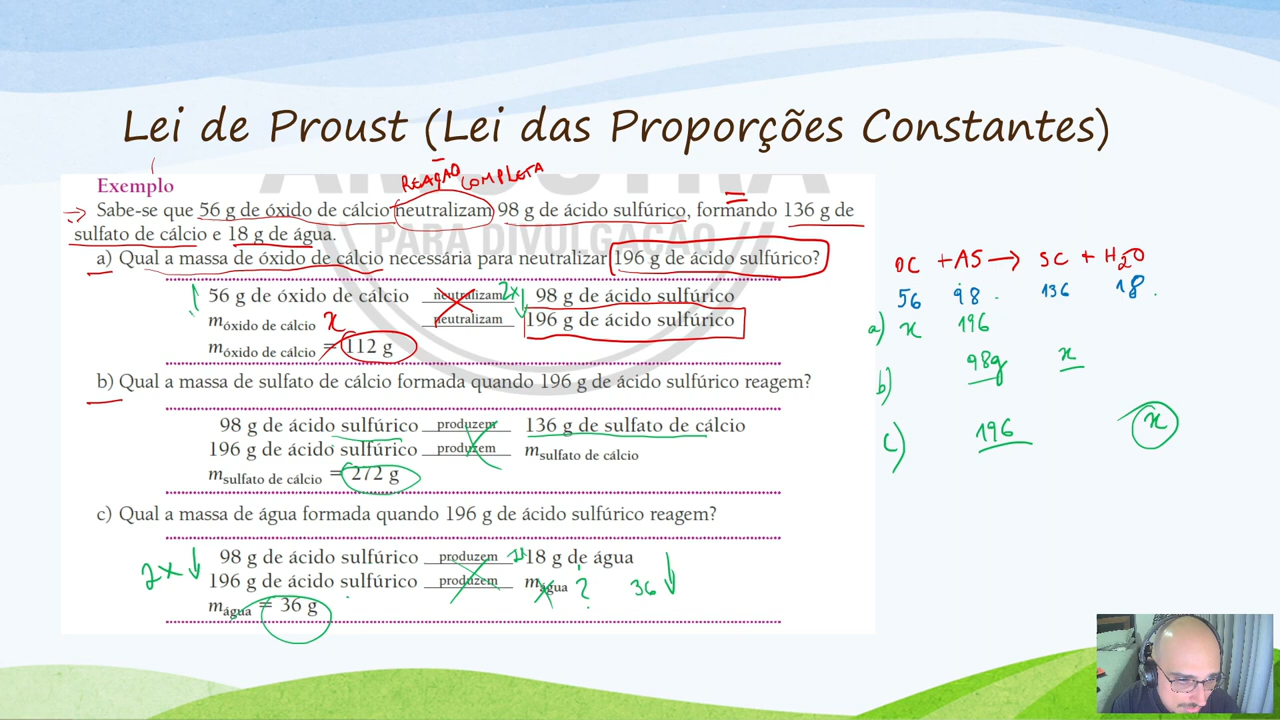 Lei de Proust (Lei das Proporções Constantes)
REAÇÃO COMPLETA
PARA DIVULGAÇÃO
Exemplo
Sabe-se que 56 g de óxido de cálcio neutralizam 98 g de ácido sulfúrico, formando 136 g de
sulfato de cálcio e 18 g de água.
a) Qual a massa de óxido de cálcio necessária para neutralizar 196 g de ácido sulfúrico?
56 g de óxido de cálcio neutralizam 2x 98 g de ácido sulfúrico
m óxido de cálcio x neutralizam 196 g de ácido sulfúrico
m óxido de cálcio = 112 g
b) Qual a massa de sulfato de cálcio formada quando 196 g de ácido sulfúrico reagem?
98 g de ácido sulfúrico produzem 136 g de sulfato de cálcio
196 g de ácido sulfúrico produzem m sulfato de cálcio
m sulfato de cálcio = 272 g
c) Qual a massa de água formada quando 196 g de ácido sulfúrico reagem?
2x 98 g de ácido sulfúrico produzem 18 g de água
196 g de ácido sulfúrico produzem m água ? 36
m água = 36 g
OC + AS → SC + H2O
56 98 136 18
a) x 196
b) 98g x
c) 196 x